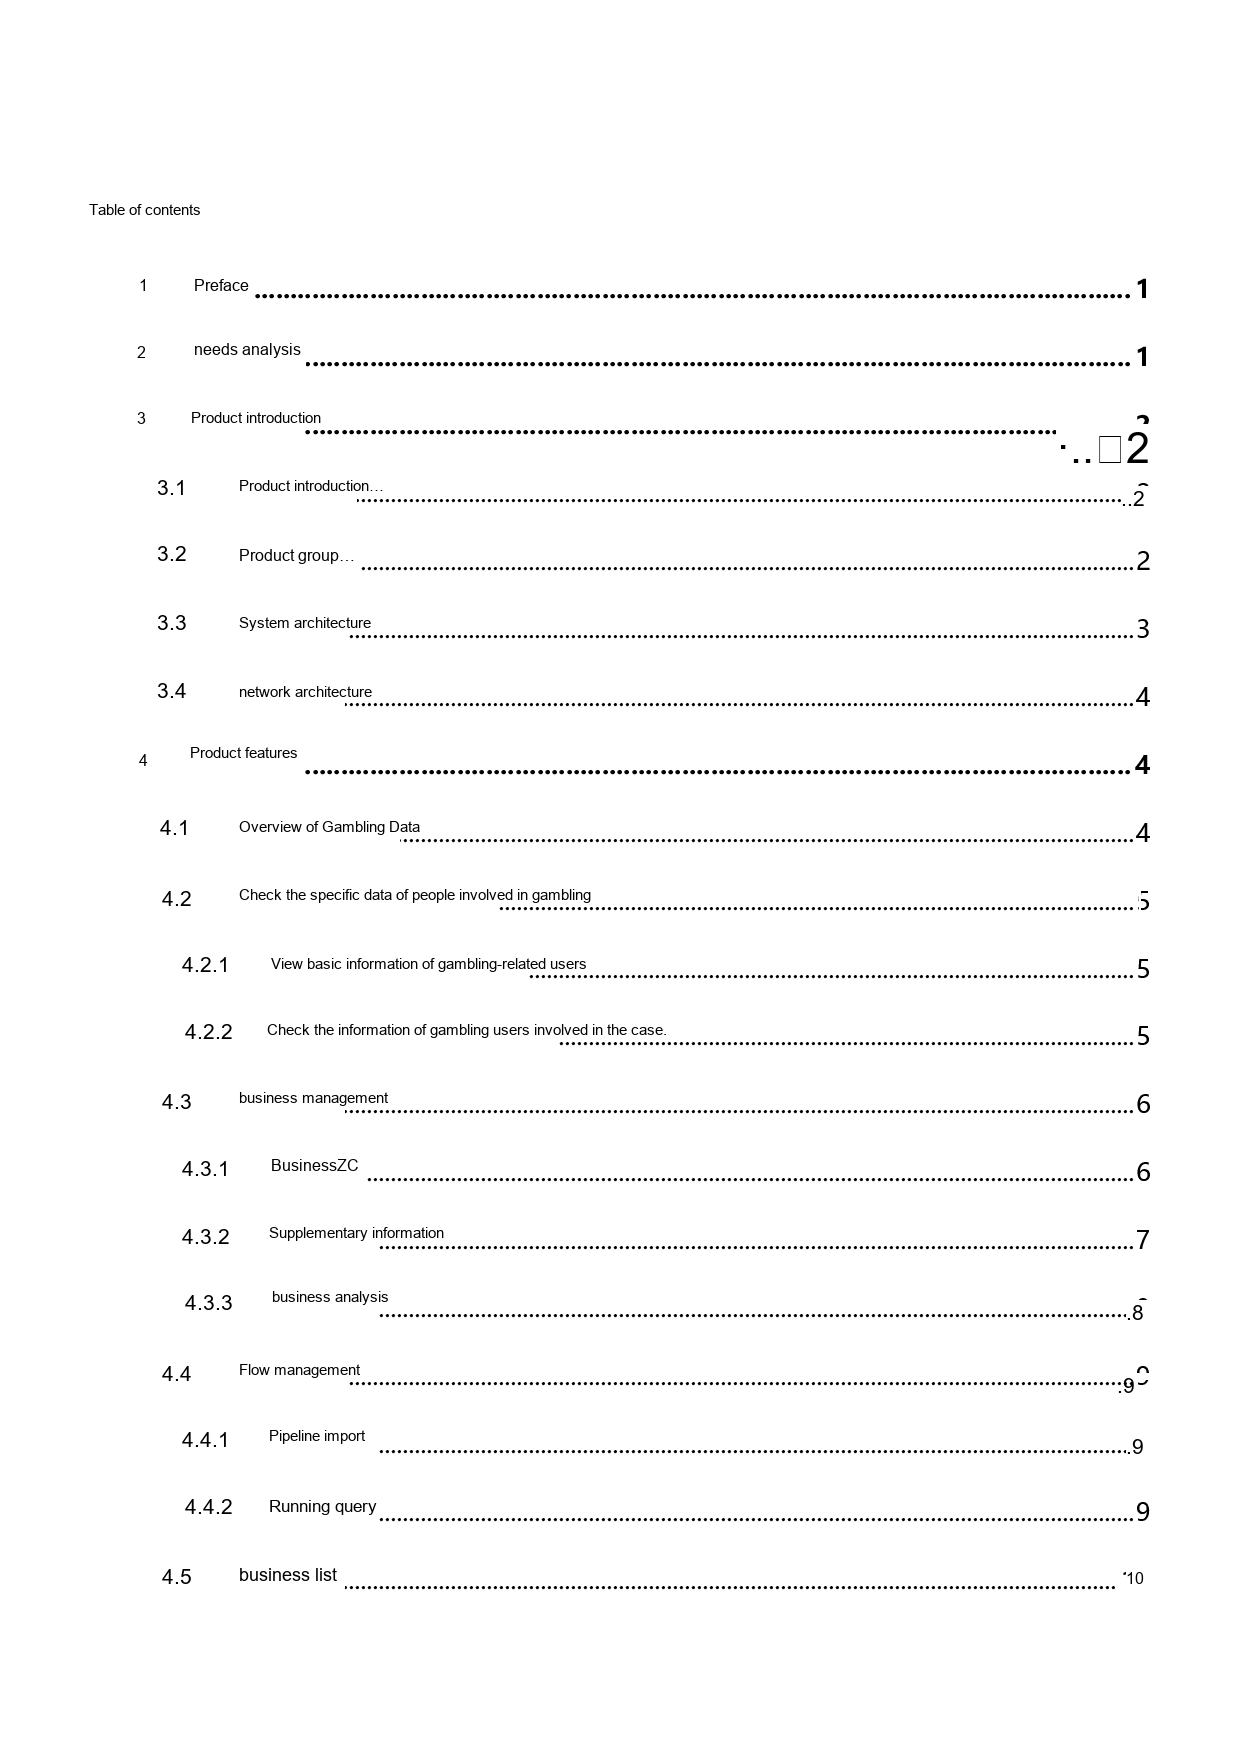 Table of contents
1 Preface ........................ 1
2 needs analysis ........................ 1
3 Product introduction ........................ 2
...□2
3.1 Product introduction… ........................ ..2
3.2 Product group… ........................ 2
3.3 System architecture ........................ 3
3.4 network architecture ........................ 4
4 Product features ........................ 4
4.1 Overview of Gambling Data ........................ 4
4.2 Check the specific data of people involved in gambling ........................ 5
4.2.1 View basic information of gambling-related users ........................ 5
4.2.2 Check the information of gambling users involved in the case. ........................ 5
4.3 business management ........................ 6
4.3.1 BusinessZC ........................ 6
4.3.2 Supplementary information ........................ 7
4.3.3 business analysis ........................ .8
4.4 Flow management ........................ .9
4.4.1 Pipeline import ........................ .9
4.4.2 Running query ........................ 9
4.5 business list ........................ 10